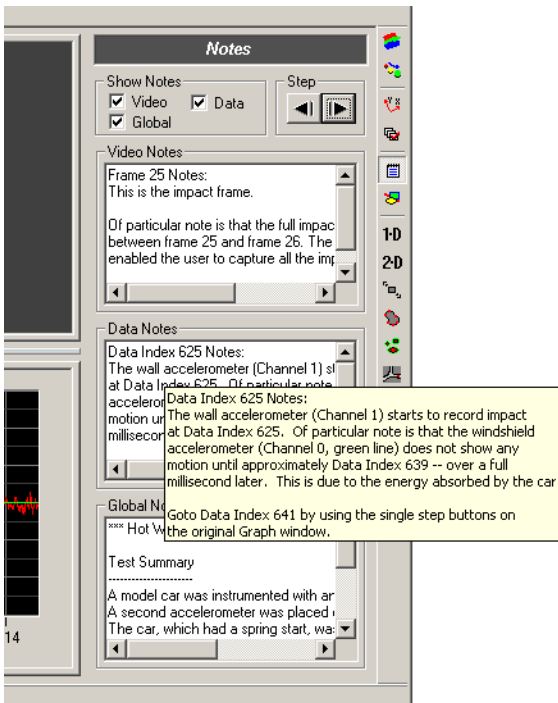 Notes
Show Notes
Video
Data
Global
Step
Video Notes
Frame 25 Notes:
This is the impact frame.
Of particular note is that the full impac
between frame 25 and frame 26. The
enabled the user to capture all the imp
Data Notes
Data Index 625 Notes:
The wall accelerometer (Channel 1) st
at Data Index 625. Of particular note
acceleror
motion un
millisecor
Data Index 625 Notes:
The wall accelerometer (Channel 1) starts to record impact
at Data Index 625. Of particular note is that the windshield
accelerometer (Channel 0, green line) does not show any
motion until approximately Data Index 639 -- over a full
millisecond later. This is due to the energy absorbed by the car
Goto Data Index 641 by using the single step buttons on
the original Graph window.
Global No
*** Hot W
Test Summary
----------------------
A model car was instrumented with an
A second accelerometer was placed
The car, which had a spring start, was
14
1-D
2-D